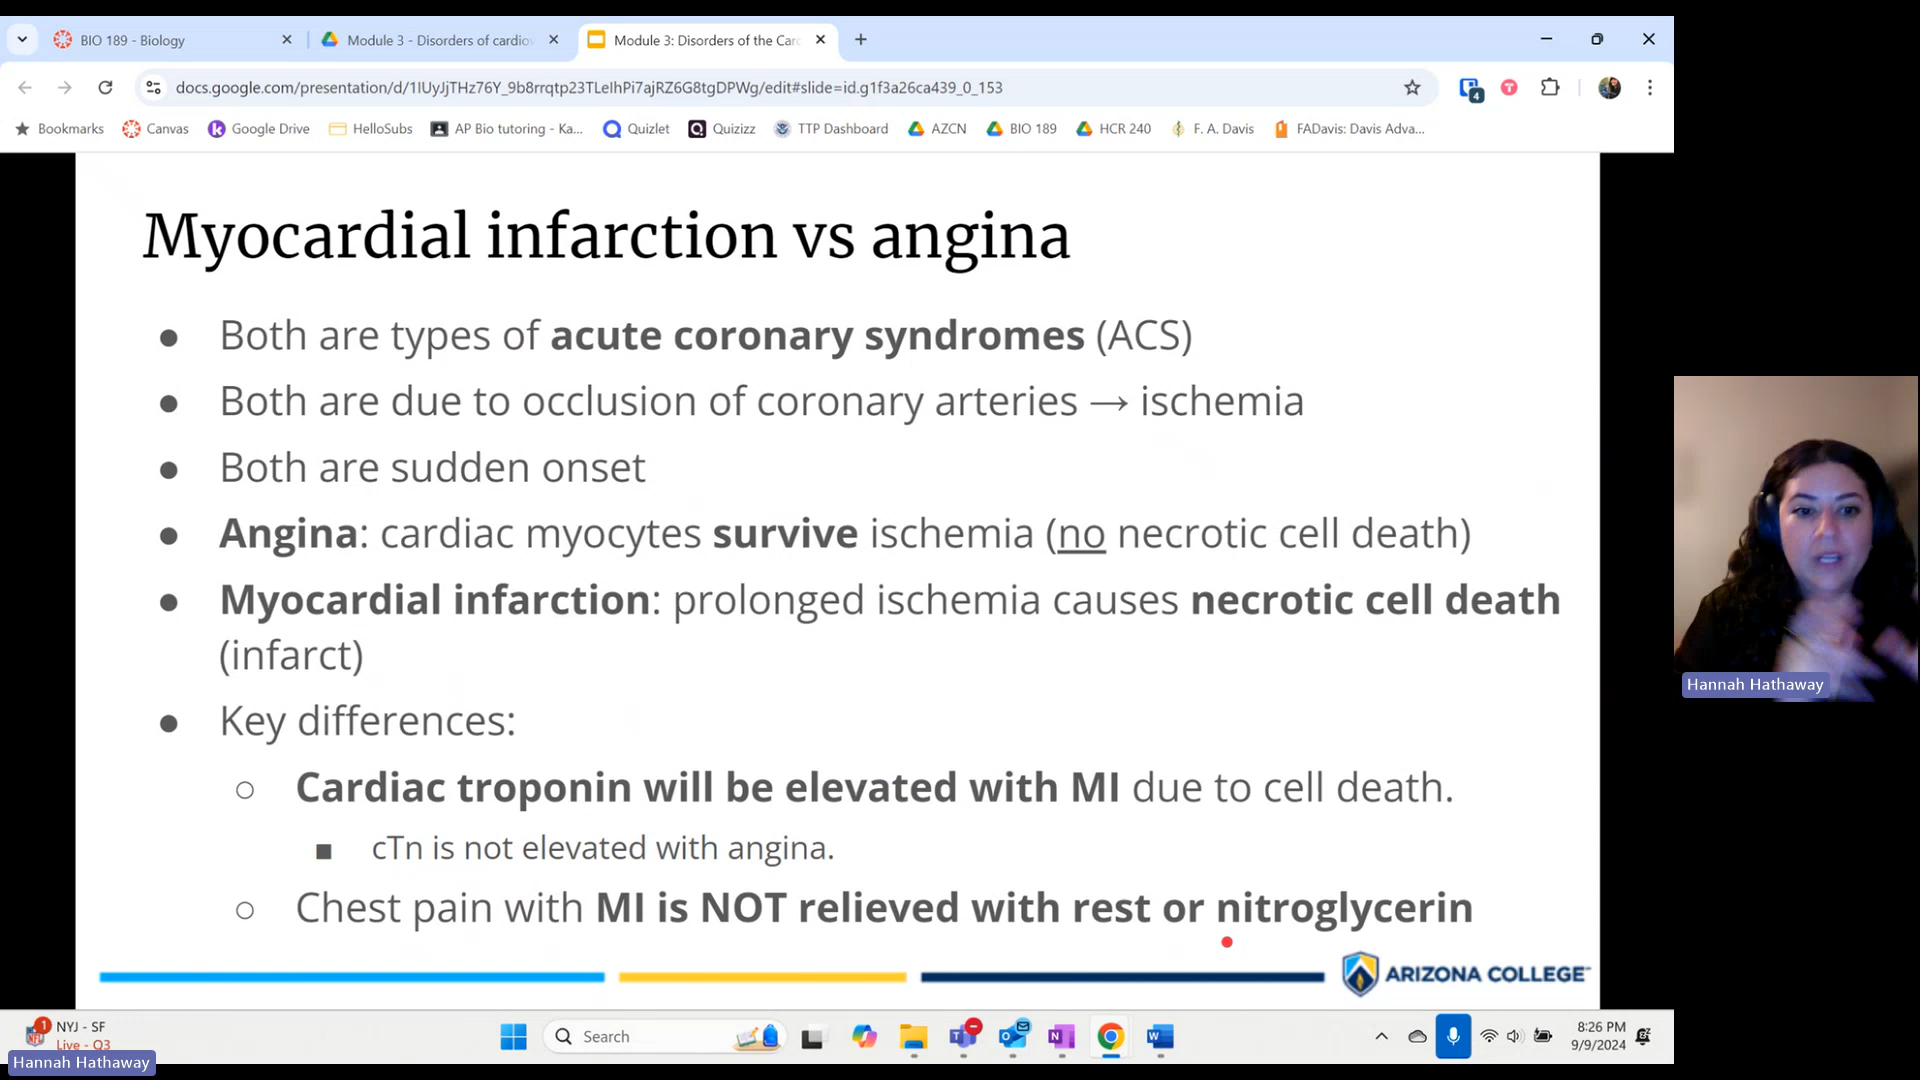 BIO 189 - Biology
Module 3 - Disorders of cardiov
Module 3: Disorders of the Car
docs.google.com/presentation/d/1IUyJjTHz76Y_9b8rrqtp23TLeIhPi7ajRZ6G8tgDPWg/edit#slide=id.g1f3a26ca439_0_153
4
T
Bookmarks Canvas Google Drive HelloSubs AP Bio tutoring - Ka... Quizlet Quizizz TTP Dashboard AZCN BIO 189 HCR 240 F. A. Davis FADavis: Davis Adva...
Myocardial infarction vs angina
● Both are types of acute coronary syndromes (ACS)
● Both are due to occlusion of coronary arteries → ischemia
● Both are sudden onset
● Angina: cardiac myocytes survive ischemia (no necrotic cell death)
● Myocardial infarction: prolonged ischemia causes necrotic cell death
(infarct)
● Key differences:
○ Cardiac troponin will be elevated with MI due to cell death.
■ cTn is not elevated with angina.
○ Chest pain with MI is NOT relieved with rest or nitroglycerin
ARIZONA COLLEGE
Hannah Hathaway
1
NYJ - SF
Live - Q3
Search
8:26 PM
9/9/2024
Hannah Hathaway